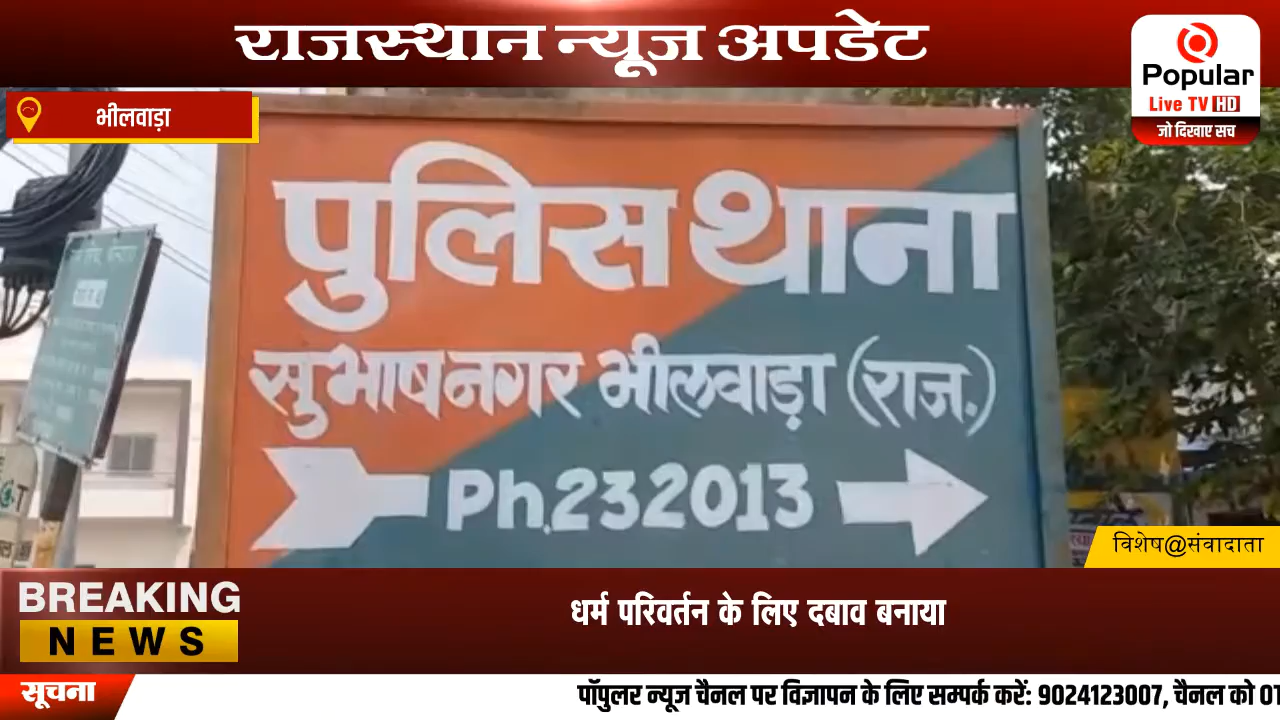 राजस्थान न्यूज अपडेट
Popular
Live TV HD
जो दिखाए सच
भीलवाड़ा
पुलिस थाना
सुभाषनगर भीलवाड़ा (राज.)
Ph.232013
विशेष@संवादाता
BREAKING
NEWS
धर्म परिवर्तन के लिए दबाव बनाया
सूचना
पॉपुलर न्यूज चैनल पर विज्ञापन के लिए सम्पर्क करें: 9024123007, चैनल को